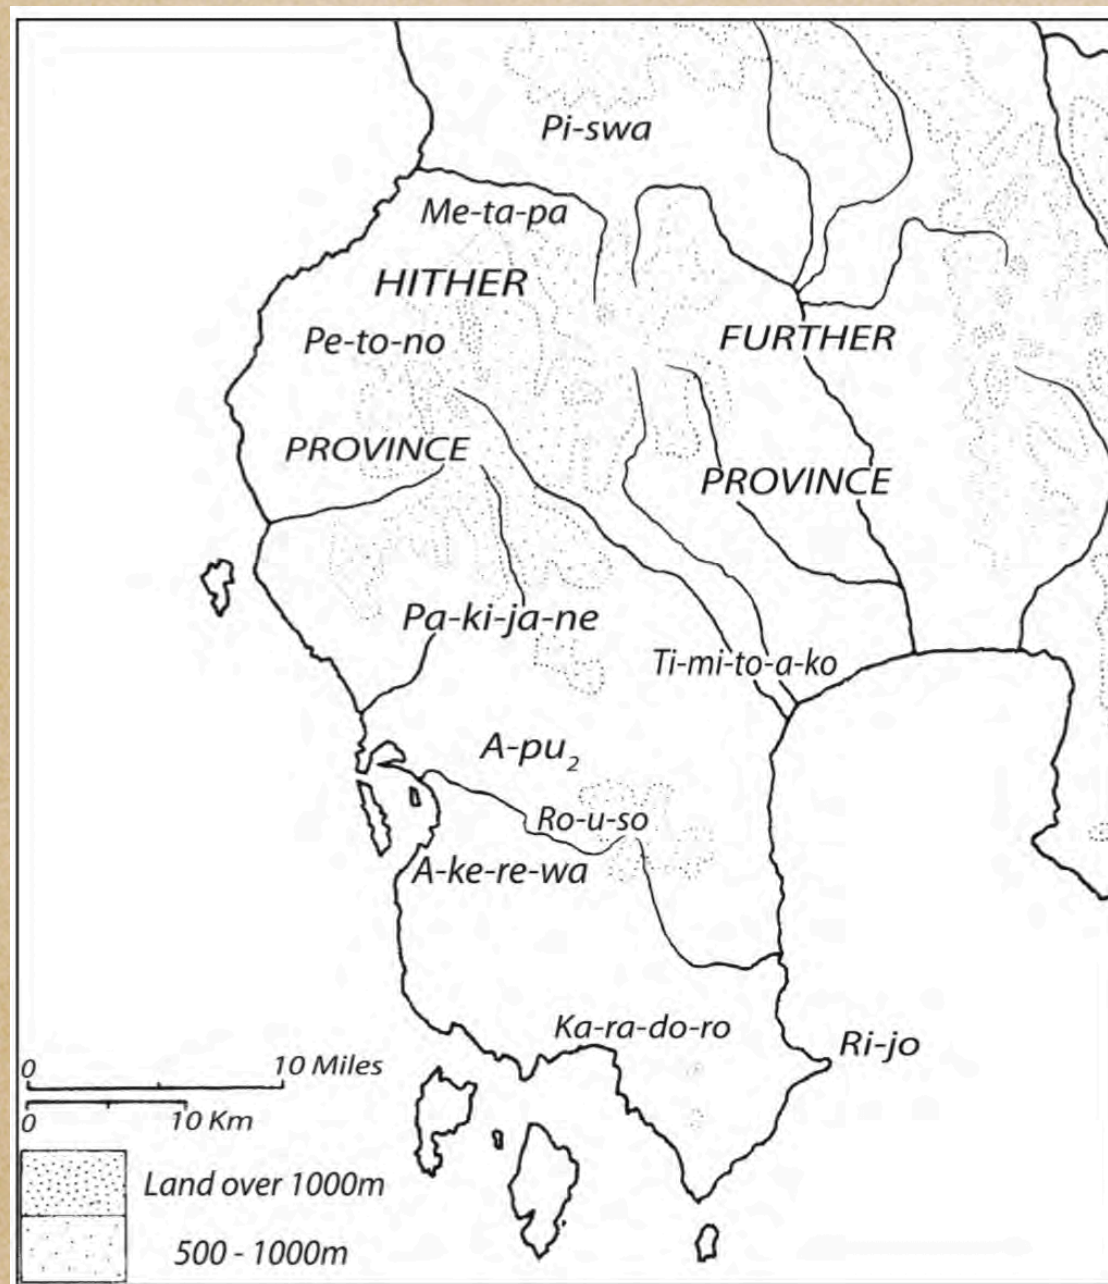 Pi-swa
Me-ta-pa
HITHER
FURTHER
Pe-to-no
PROVINCE
PROVINCE
Pa-ki-ja-ne
Ti-mi-to-a-ko
A-pu₂
Ro-u-so
A-ke-re-wa
Ka-ra-do-ro
Ri-jo
0 10 Miles
0 10 Km
Land over 1000m
500 - 1000m